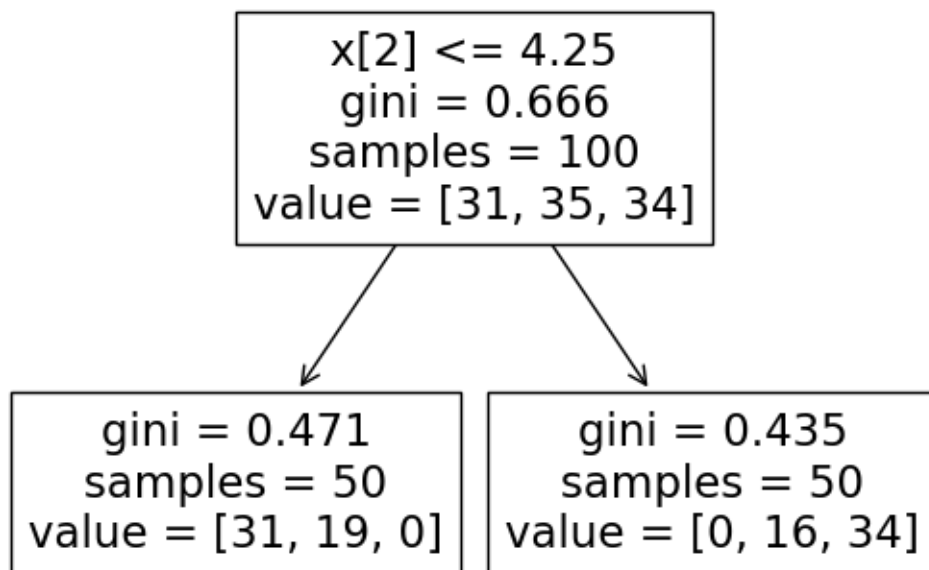 x[2] <= 4.25
gini = 0.666
samples = 100
value = [31, 35, 34]
gini = 0.471
samples = 50
value = [31, 19, 0]
gini = 0.435
samples = 50
value = [0, 16, 34]